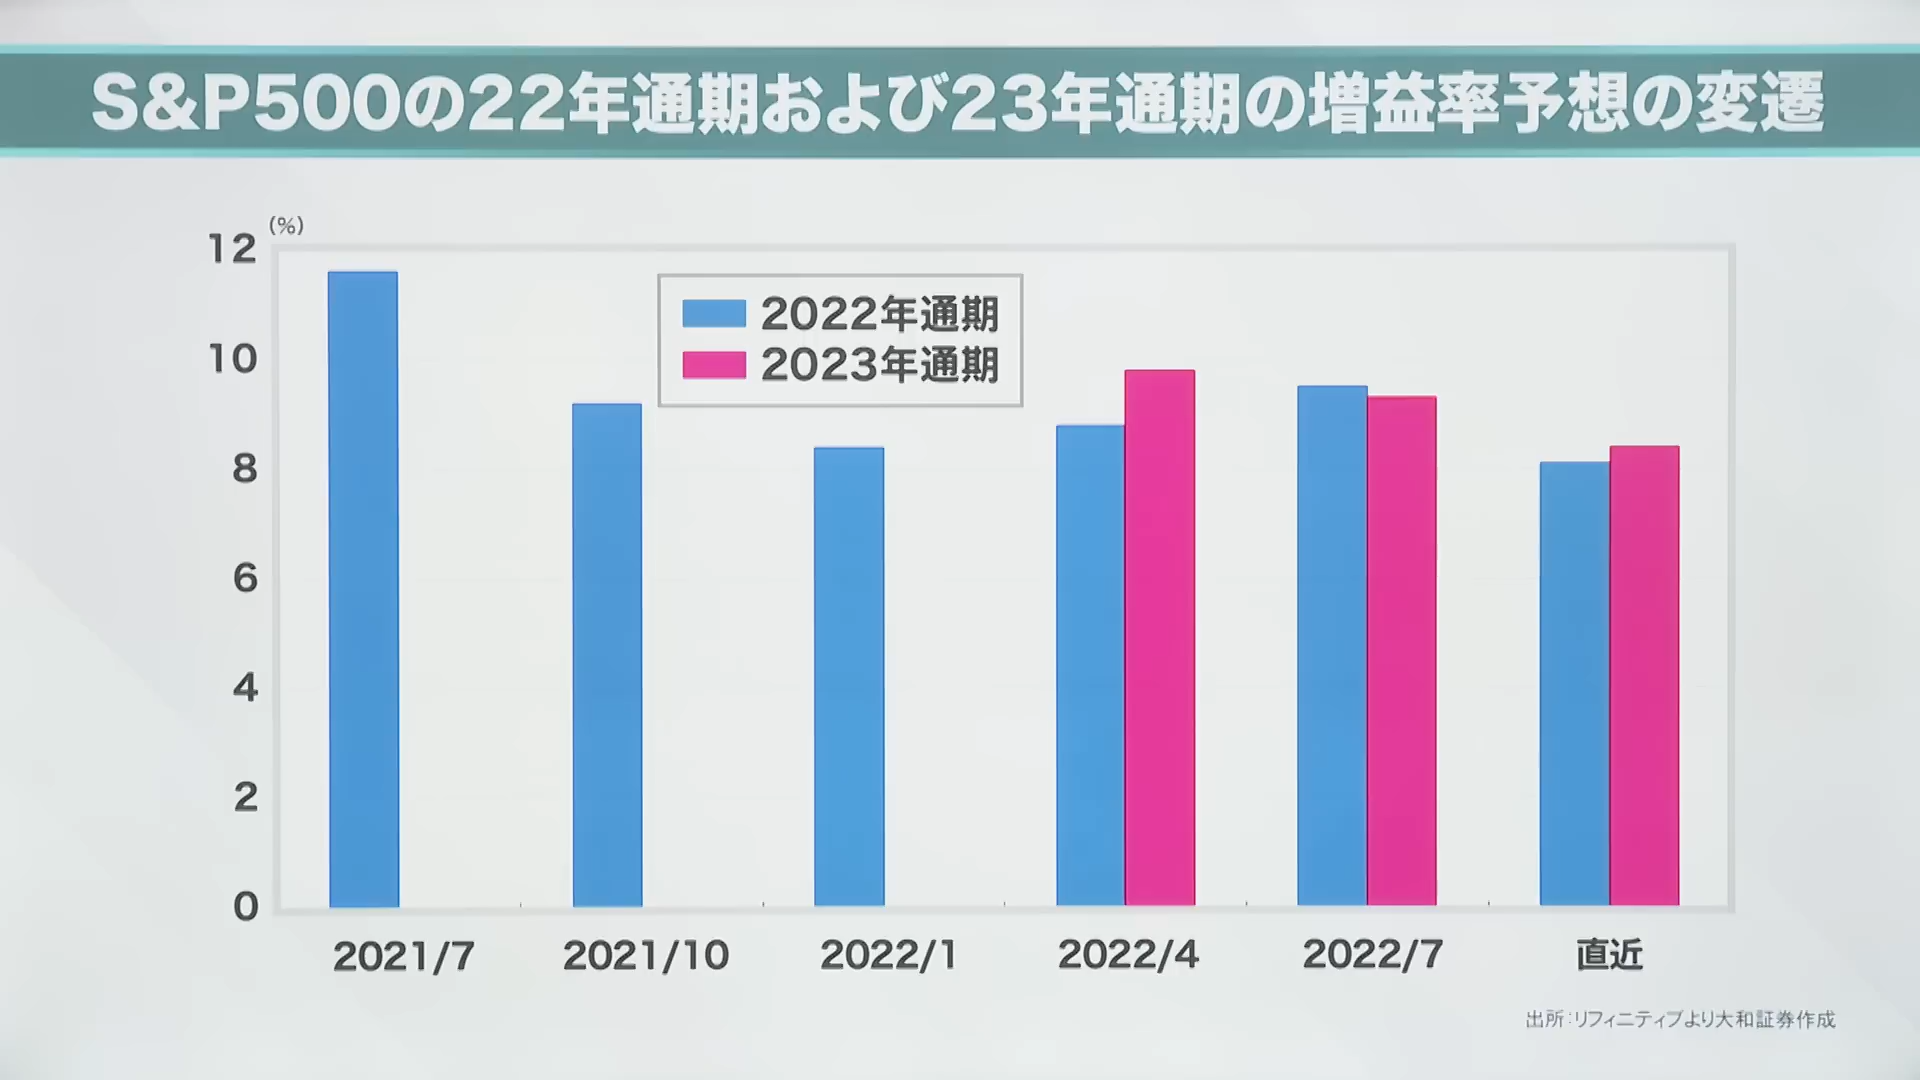 S&P500の22年通期および23年通期の増益率予想の変遷
(%)
12
10
8
6
4
2
0
2022年通期
2023年通期
2021/7
2021/10
2022/1
2022/4
2022/7
直近
出所：リフィニティブより大和証券作成